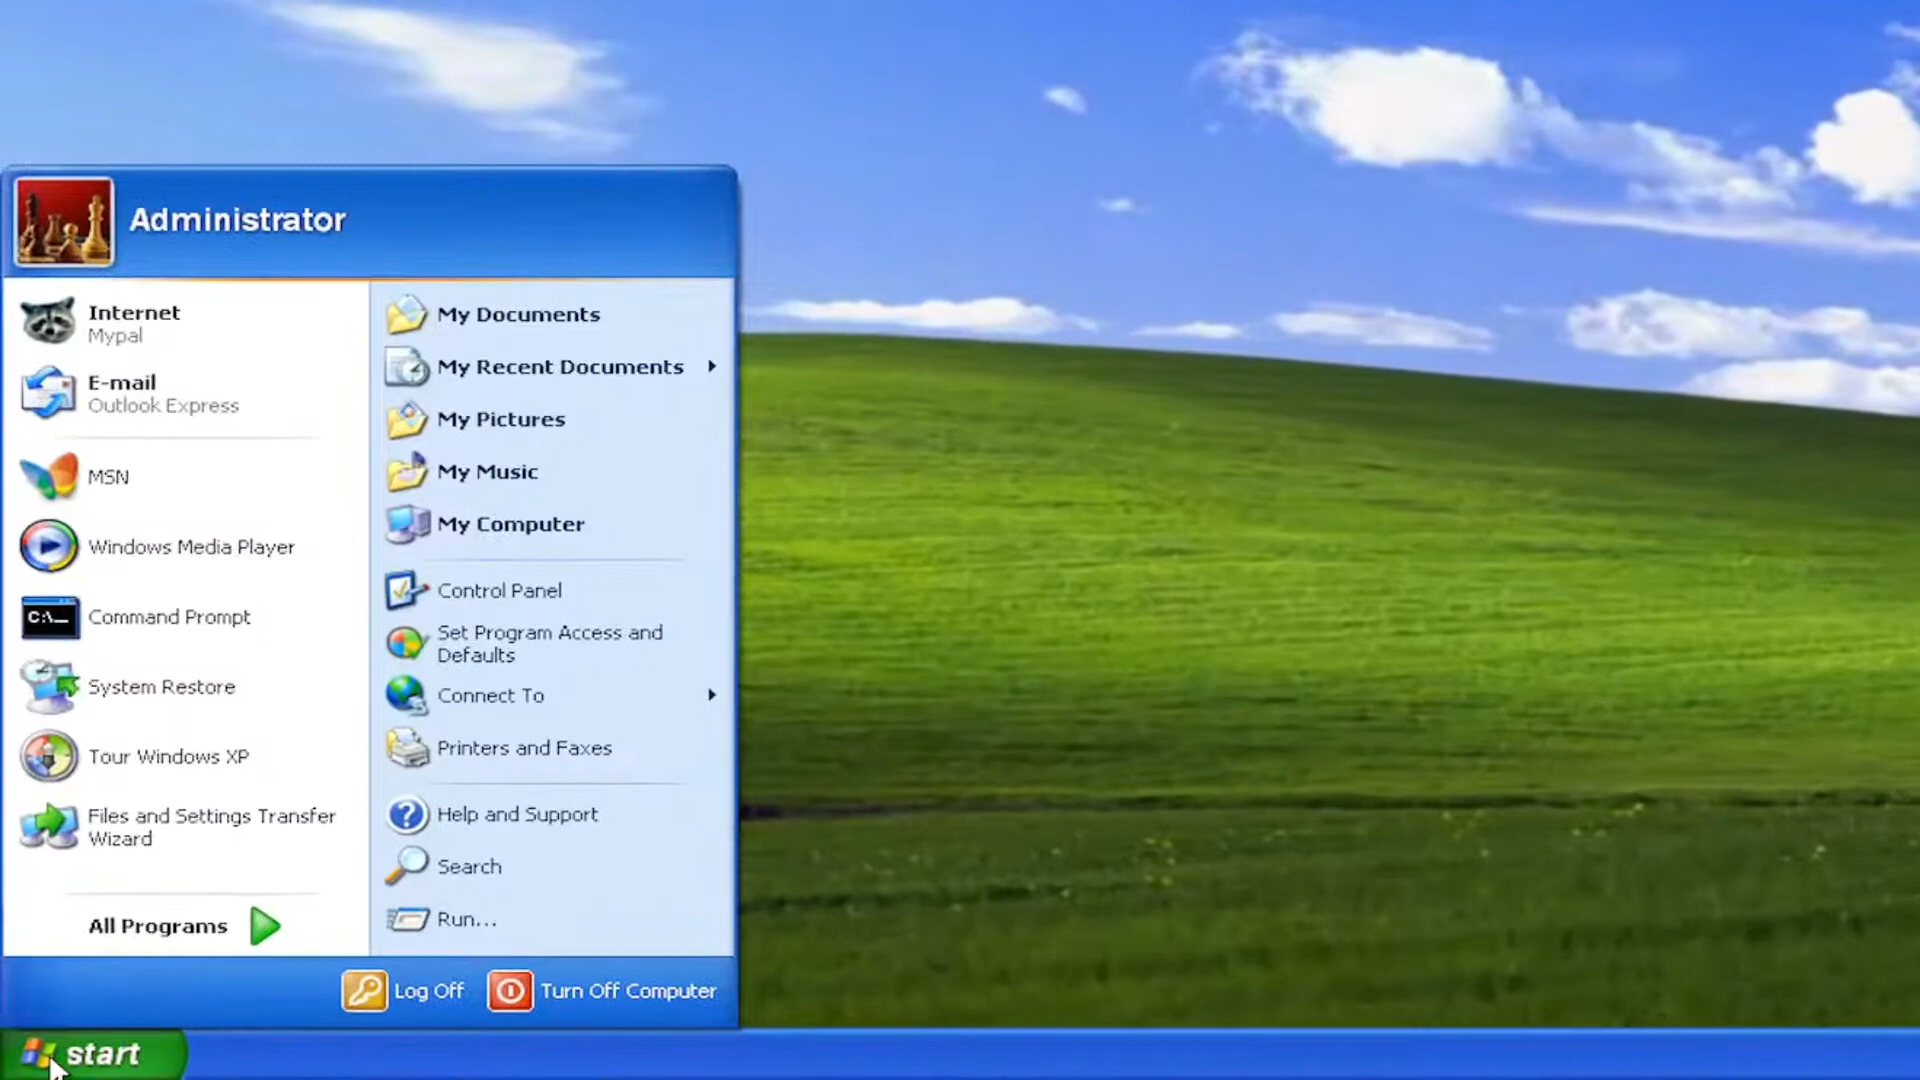 Administrator
Internet
Mypal
E-mail
Outlook Express
MSN
Windows Media Player
C:\_
Command Prompt
System Restore
Tour Windows XP
Files and Settings Transfer
Wizard
All Programs
My Documents
My Recent Documents
My Pictures
My Music
My Computer
Control Panel
Set Program Access and
Defaults
Connect To
Printers and Faxes
Help and Support
Search
Run...
Log Off
Turn Off Computer
start